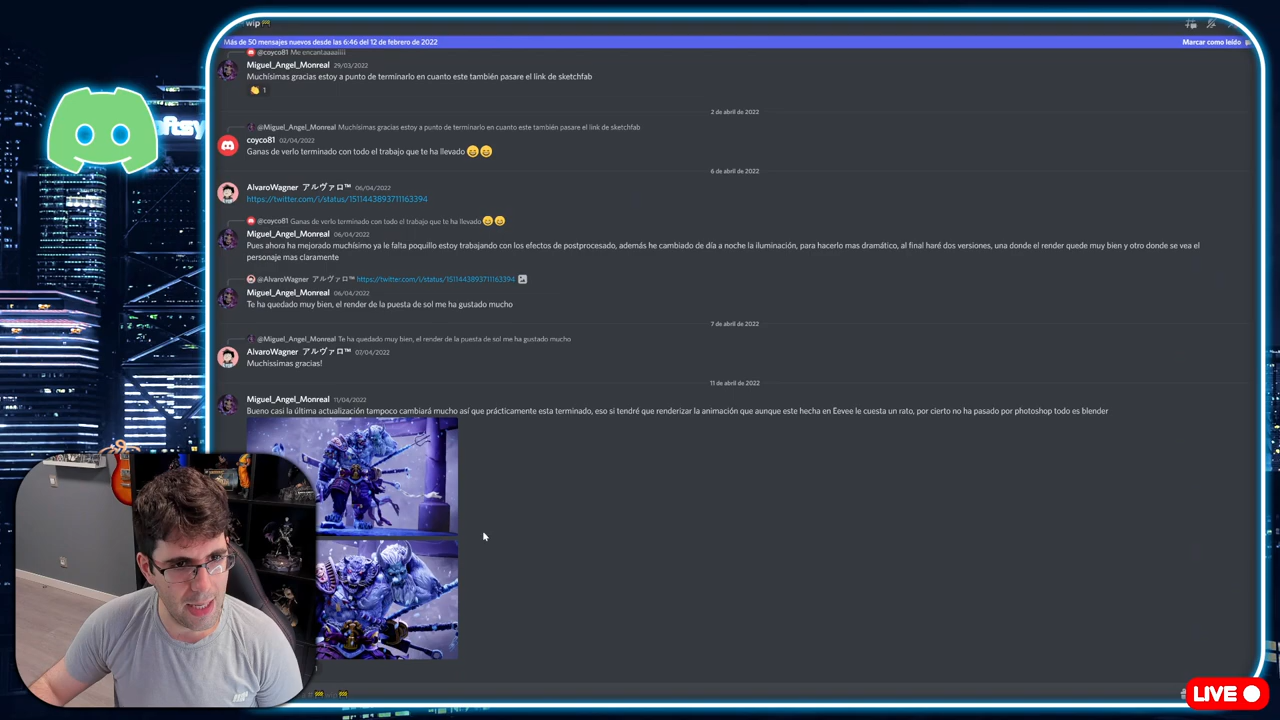 wip
Más de 50 mensajes nuevos desde las 6:46 del 12 de febrero de 2022 Marcar como leído
@coyco81 Me encantaaaaliii
Miguel_Angel_Monreal 29/03/2022
Muchísimas gracias estoy a punto de terminarlo en cuanto este también pasare el link de sketchfab
1
2 de abril de 2022
@Miguel_Angel_Monreal Muchísimas gracias estoy a punto de terminarlo en cuanto este también pasare el link de sketchfab
coyco81 02/04/2022
Ganas de verlo terminado con todo el trabajo que te ha llevado 😄😄
6 de abril de 2022
AlvaroWagner アルヴァロ™ 06/04/2022
https://twitter.com/i/status/1511443893711163394
@coyco81 Ganas de verlo terminado con todo el trabajo que te ha llevado 😄😄
Miguel_Angel_Monreal 06/04/2022
Pues ahora ha mejorado muchísimo ya le falta poquillo estoy trabajando con los efectos de postprocesado, además he cambiado de día a noche la iluminación, para hacerlo mas dramático, al final haré dos versiones, una donde el render quede muy bien y otro donde se vea el
personaje mas claramente
@AlvaroWagner アルヴァロ™ https://twitter.com/i/status/1511443893711163394
Miguel_Angel_Monreal 06/04/2022
Te ha quedado muy bien, el render de la puesta de sol me ha gustado mucho
7 de abril de 2022
@Miguel_Angel_Monreal Te ha quedado muy bien, el render de la puesta de sol me ha gustado mucho
AlvaroWagner アルヴァロ™ 07/04/2022
Muchissimas gracias!
11 de abril de 2022
Miguel_Angel_Monreal 11/04/2022
Bueno casi la última actualización tampoco cambiará mucho así que prácticamente esta terminado, eso si tendré que renderizar la animación que aunque este hecha en Eevee le cuesta un rato, por cierto no ha pasado por photoshop todo es blender
LIVE